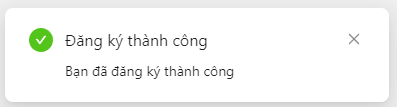 Đăng ký thành công
Bạn đã đăng ký thành công